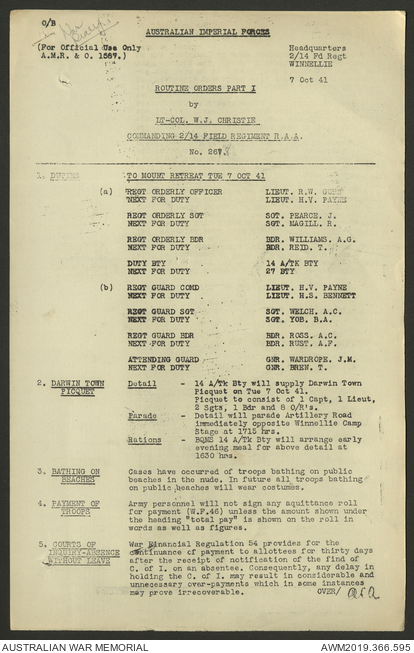 O/B
AUSTRALIAN IMPERIAL FORCES
(For Official Use Only
A.M.R. & O. 1587.)
Headquarters
2/14 Fd Regt
WINNELLIE
7 Oct 41
ROUTINE ORDERS PART I
by
LT-COL. W.J. CHRISTIE
COMMANDING 2/14 FIELD REGIMENT R.A.A.
No. 267
1. DUTIES TO MOUNT RETREAT TUE 7 OCT 41
(a) REGT ORDERLY OFFICER LIEUT. R.W.
NEXT FOR DUTY LIEUT. H.V. PAYNE
REGT ORDERLY SGT SGT. PEARCE, J.
NEXT FOR DUTY SGT. MAGILL, R.
REGT ORDERLY BDR BDR. WILLIAMS, A.G.
NEXT FOR DUTY BDR. REID, T.
DUTY BTY 14 A/TK BTY
NEXT FOR DUTY 27 BTY
(b) REGT GUARD COMD LIEUT. H.V. PAYNE
NEXT FOR DUTY LIEUT. H.S. BENNETT
REGT GUARD SGT SGT. WELCH, A.C.
NEXT FOR DUTY SGT. YOB, B.A.
REGT GUARD BDR BDR. ROSS, A.C.
NEXT FOR DUTY BDR. RUST, A.F.
ATTENDING GUARD GNR. WARDROPE, J.M.
NEXT FOR DUTY GNR. BREW, T.
2. DARWIN TOWN Detail - 14 A/Tk Bty will supply Darwin Town
PICQUET Picquet on Tue 7 Oct 41.
Picquet to consist of 1 Capt, 1 Lieut,
2 Sgts, 1 Bdr and 8 O/R's.
Parade - Detail will parade Artillery Road
immediately opposite Winnellie Camp
Stage at 1715 hrs.
Rations - BQMS 14 A/Tk Bty will arrange early
evening meal for above detail at
1630 hrs.
3. BATHING ON Cases have occurred of troops bathing on public
BEACHES beaches in the nude. In future all troops bathing
on public beaches will wear costumes.
4. PAYMENT OF Army personnel will not sign any aquittance roll
TROOPS for payment (W.F.46) unless the amount shown under
the heading "total pay" is shown on the roll in
words as well as figures.
5. COURTS OF War Financial Regulation 54 provides for the
INQUIRY-ABSENCE continuance of payment to allottees for thirty days
WITHOUT LEAVE after the receipt of notification of the find of
C. of I. on an absentee. Consequently, any delay in
holding the C. of I. may result in considerable and
unnecessary over-payments which in some instances
may prove irrecoverable. OVER/
AUSTRALIAN WAR MEMORIAL AWM2019.366.595